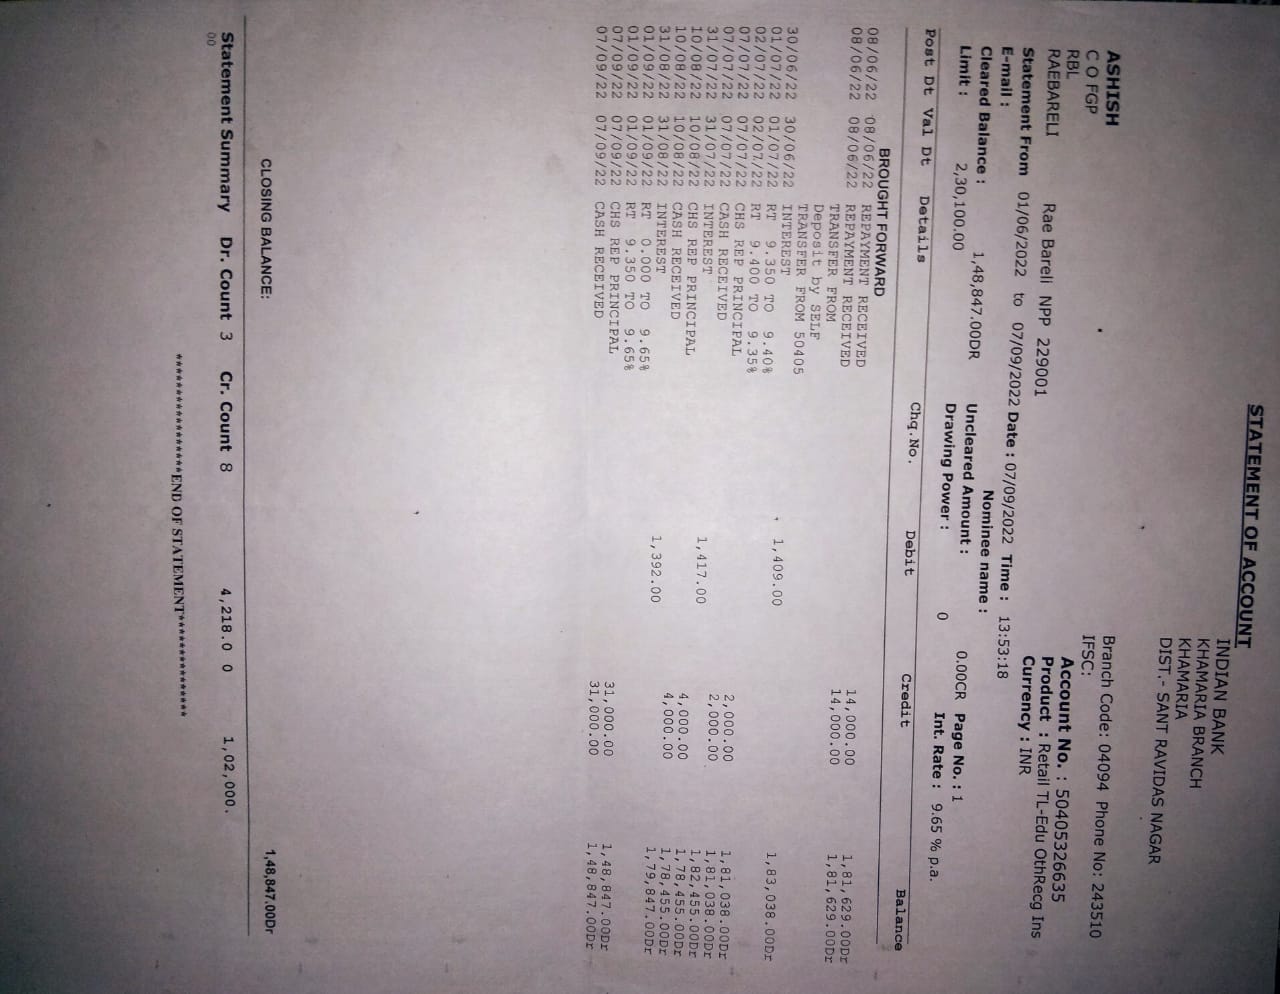 STATEMENT OF ACCOUNT
INDIAN BANK
KHAMARIA BRANCH
KHAMARIA
DIST.- SANT RAVIDAS NAGAR
ASHISH
Branch Code: 04094 Phone No: 243510
C O FGP
IFSC:
RBL
Account No. : 50405326635
RAEBARELI Rae Bareli NPP 229001
Product : Retail TL-Edu OthRecg Ins
Statement From 01/06/2022 to 07/09/2022 Date : 07/09/2022 Time : 13:53:18
Currency : INR
E-mail : Nominee name :
Cleared Balance : 1,48,847.00DR Uncleared Amount : 0.00CR Page No. : 1
Limit : 2,30,100.00 Drawing Power : 0 Int. Rate : 9.65 % p.a.
Post Dt Val Dt Details Chq.No. Debit Credit Balance
BROUGHT FORWARD
08/06/22 08/06/22 REPAYMENT RECEIVED 14,000.00 1,81,629.00Dr
08/06/22 08/06/22 REPAYMENT RECEIVED 14,000.00 1,81,629.00Dr
TRANSFER FROM
Deposit by SELF
TRANSFER FROM 50405
30/06/22 30/06/22 INTEREST 1,409.00 1,83,038.00Dr
01/07/22 01/07/22 RT 9.350 TO 9.40%
02/07/22 02/07/22 RT 9.400 TO 9.35%
07/07/22 07/07/22 CHS REP PRINCIPAL 2,000.00 1,81,038.00Dr
07/07/22 07/07/22 CASH RECEIVED 2,000.00 1,81,038.00Dr
31/07/22 31/07/22 INTEREST 1,417.00 1,82,455.00Dr
10/08/22 10/08/22 CHS REP PRINCIPAL 4,000.00 1,78,455.00Dr
10/08/22 10/08/22 CASH RECEIVED 4,000.00 1,78,455.00Dr
31/08/22 31/08/22 INTEREST 1,392.00 1,79,847.00Dr
01/09/22 01/09/22 RT 0.000 TO 9.65%
01/09/22 01/09/22 RT 9.350 TO 9.65%
07/09/22 07/09/22 CHS REP PRINCIPAL 31,000.00 1,48,847.00Dr
07/09/22 07/09/22 CASH RECEIVED 31,000.00 1,48,847.00Dr
CLOSING BALANCE: 1,48,847.00Dr
Statement Summary Dr. Count 3 Cr. Count 8 4,218.0 0 1,02,000.
00
******************END OF STATEMENT******************